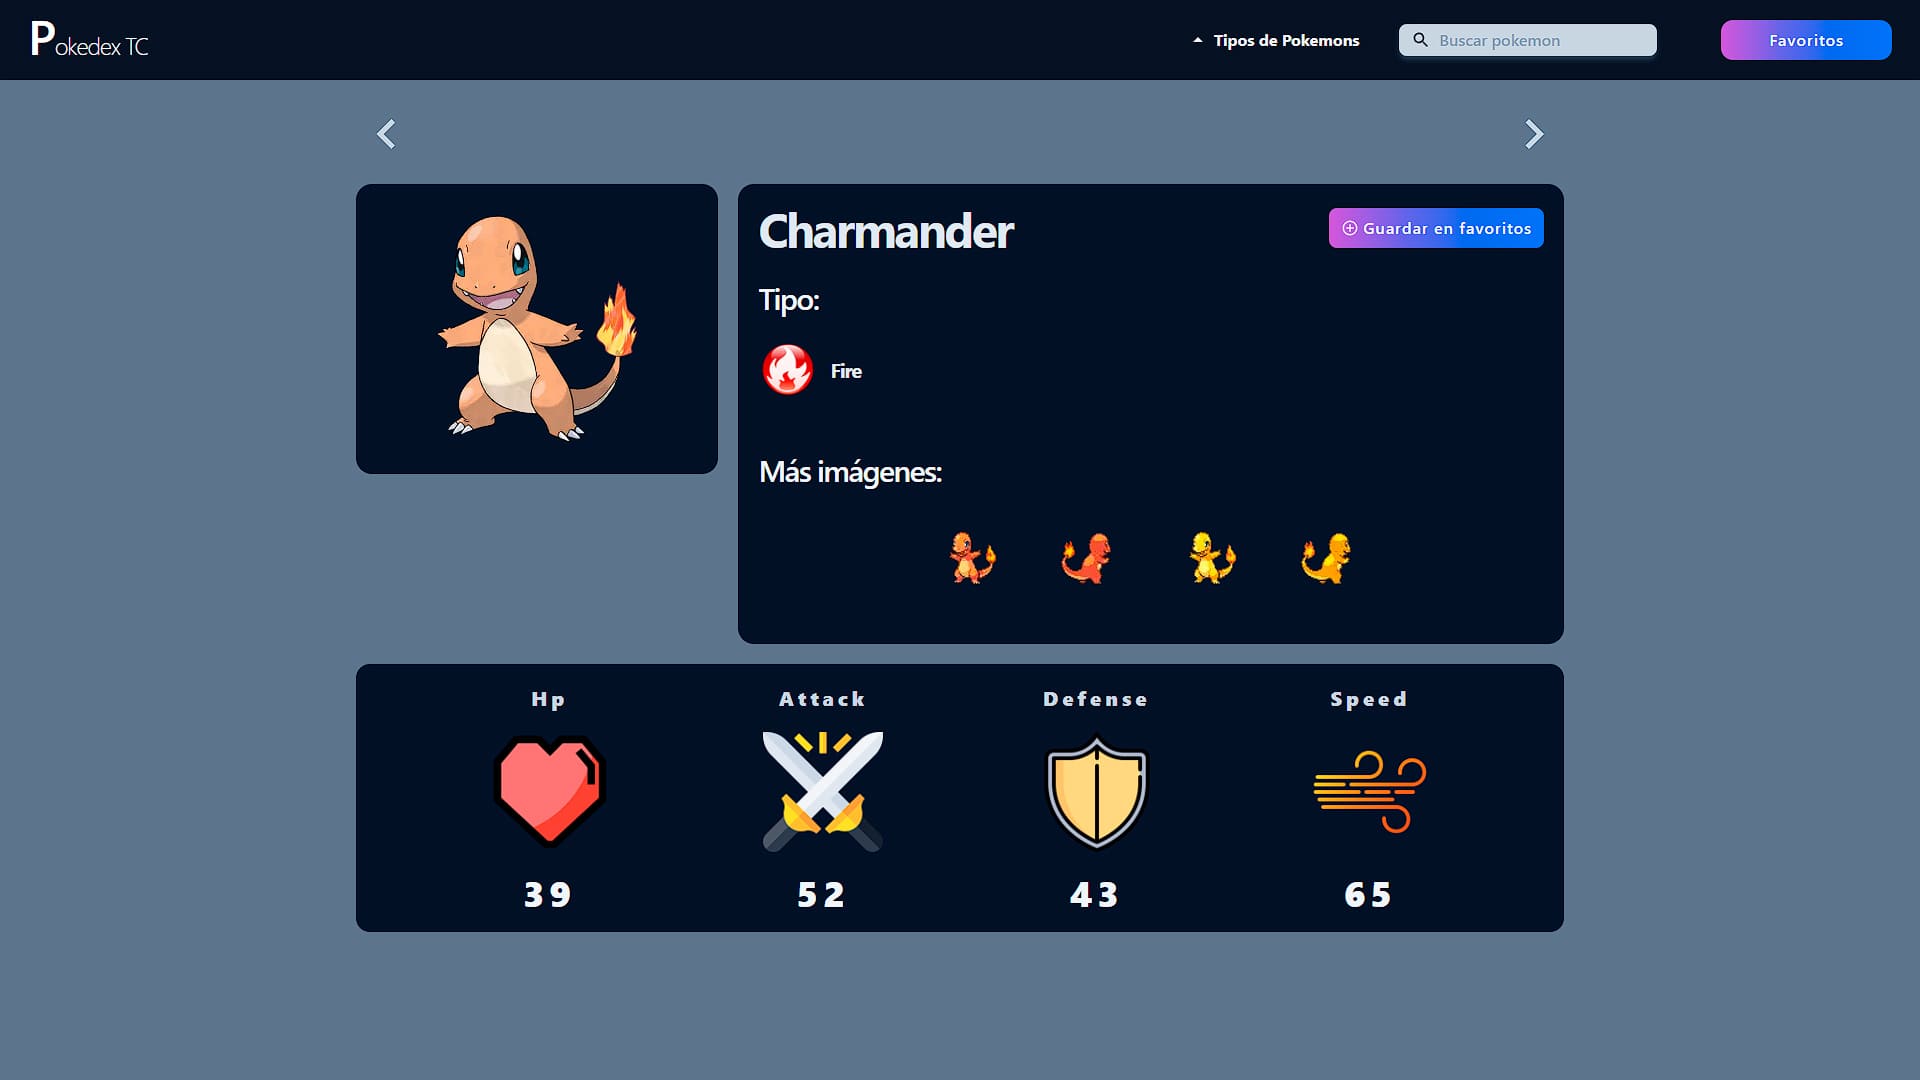 Pokedex TC
Tipos de Pokemons
Buscar pokemon
Favoritos
Charmander
Guardar en favoritos
Tipo:
Fire
Más imágenes:
Hp
Attack
Defense
Speed
39
52
43
65